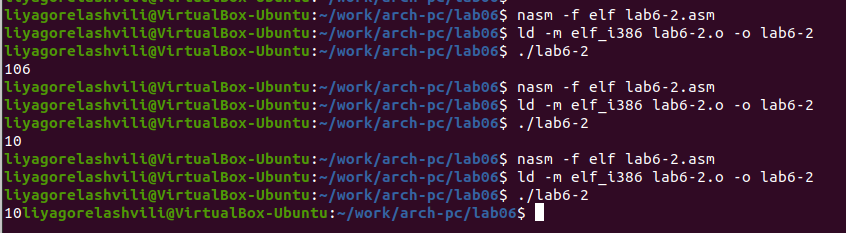 liyagorelashvili@VirtualBox-Ubuntu:~/work/arch-pc/lab06$ nasm -f elf lab6-2.asm
liyagorelashvili@VirtualBox-Ubuntu:~/work/arch-pc/lab06$ ld -m elf_i386 lab6-2.o -o lab6-2
liyagorelashvili@VirtualBox-Ubuntu:~/work/arch-pc/lab06$ ./lab6-2
106
liyagorelashvili@VirtualBox-Ubuntu:~/work/arch-pc/lab06$ nasm -f elf lab6-2.asm
liyagorelashvili@VirtualBox-Ubuntu:~/work/arch-pc/lab06$ ld -m elf_i386 lab6-2.o -o lab6-2
liyagorelashvili@VirtualBox-Ubuntu:~/work/arch-pc/lab06$ ./lab6-2
10
liyagorelashvili@VirtualBox-Ubuntu:~/work/arch-pc/lab06$ nasm -f elf lab6-2.asm
liyagorelashvili@VirtualBox-Ubuntu:~/work/arch-pc/lab06$ ld -m elf_i386 lab6-2.o -o lab6-2
liyagorelashvili@VirtualBox-Ubuntu:~/work/arch-pc/lab06$ ./lab6-2
10liyagorelashvili@VirtualBox-Ubuntu:~/work/arch-pc/lab06$